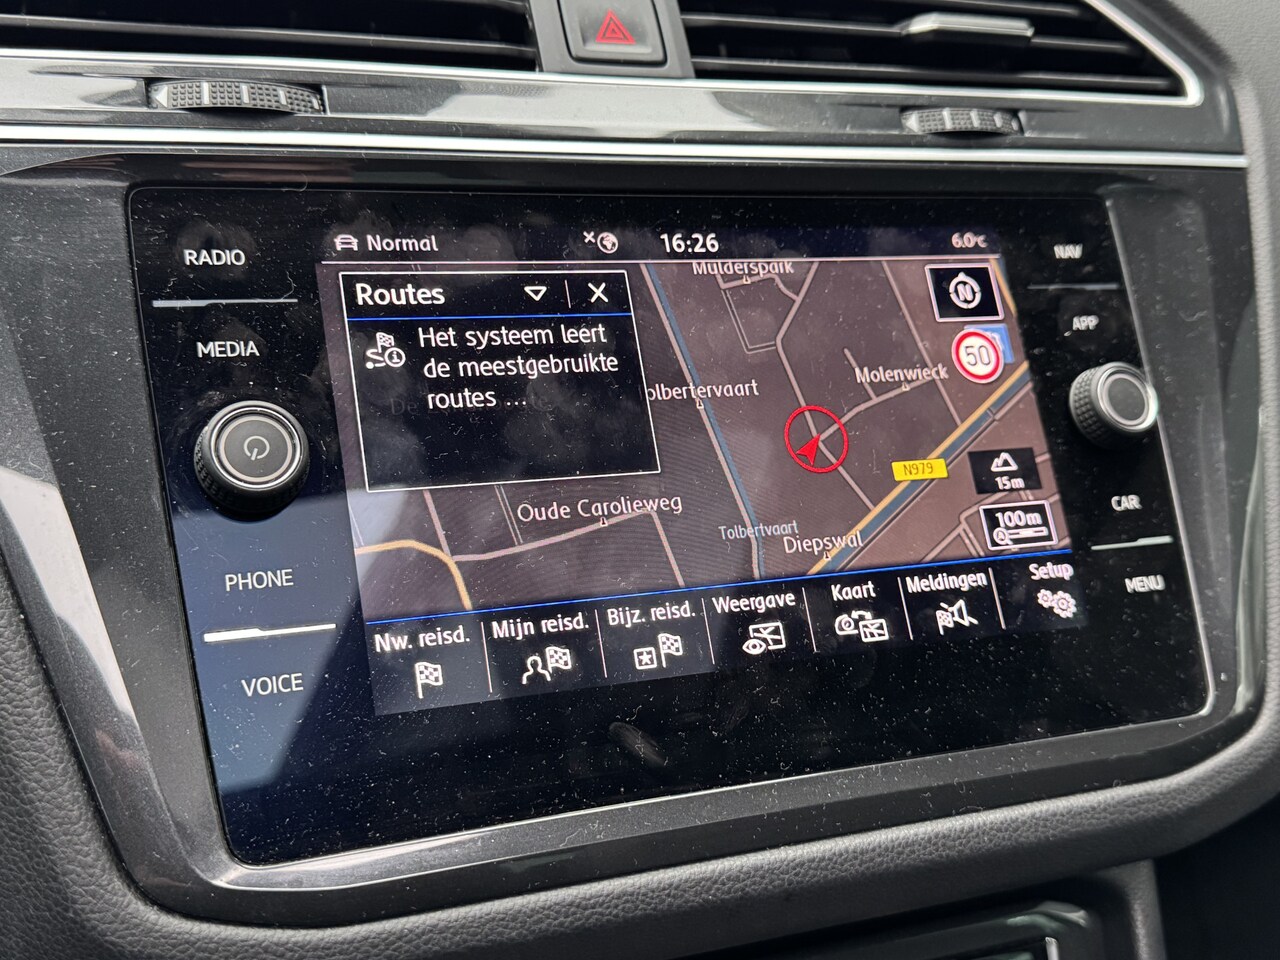 RADIO
MEDIA
PHONE
VOICE
Normal
16:26
6.0°C
NAV
APP
CAR
MENU
Routes
Het systeem leert
de meestgebruikte
routes ...
Mulderspark
N
50
Molenwieck
olbertervaart
N979
15m
Oude Carolieweg
Tolbertvaart
Diepswal
100m
A
Nw. reisd.
Mijn reisd.
Bijz. reisd.
Weergave
Kaart
Meldingen
Setup